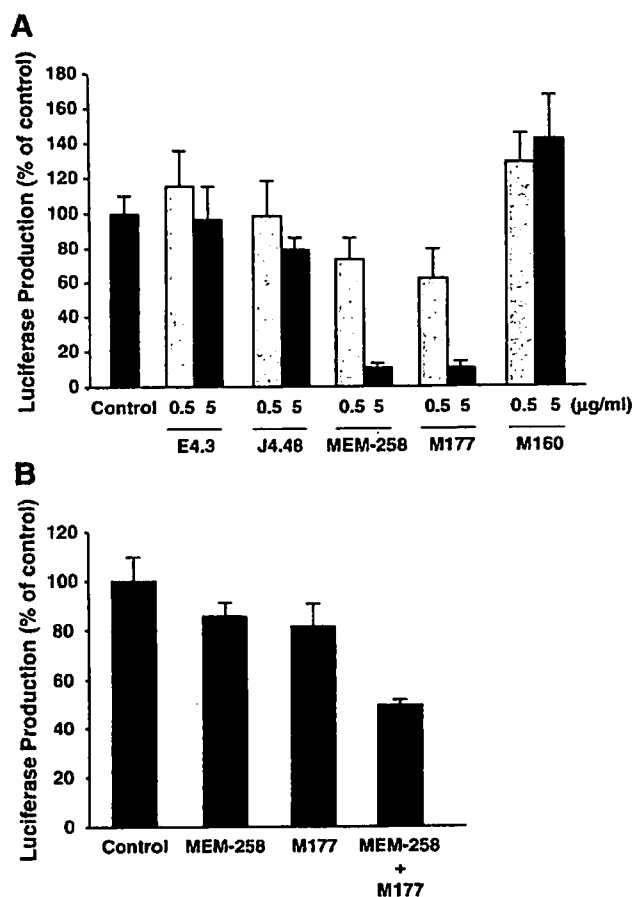 A
Luciferase Production (% of control)
180
160
140
120
100
80
60
40
20
0
Control
0.5 5 0.5 5 0.5 5 0.5 5 0.5 5 (μg/ml)
E4.3 J4.48 MEM-258 M177 M160
B
Luciferase Production (% of control)
120
100
80
60
40
20
0
Control MEM-258 M177 MEM-258
+
M177